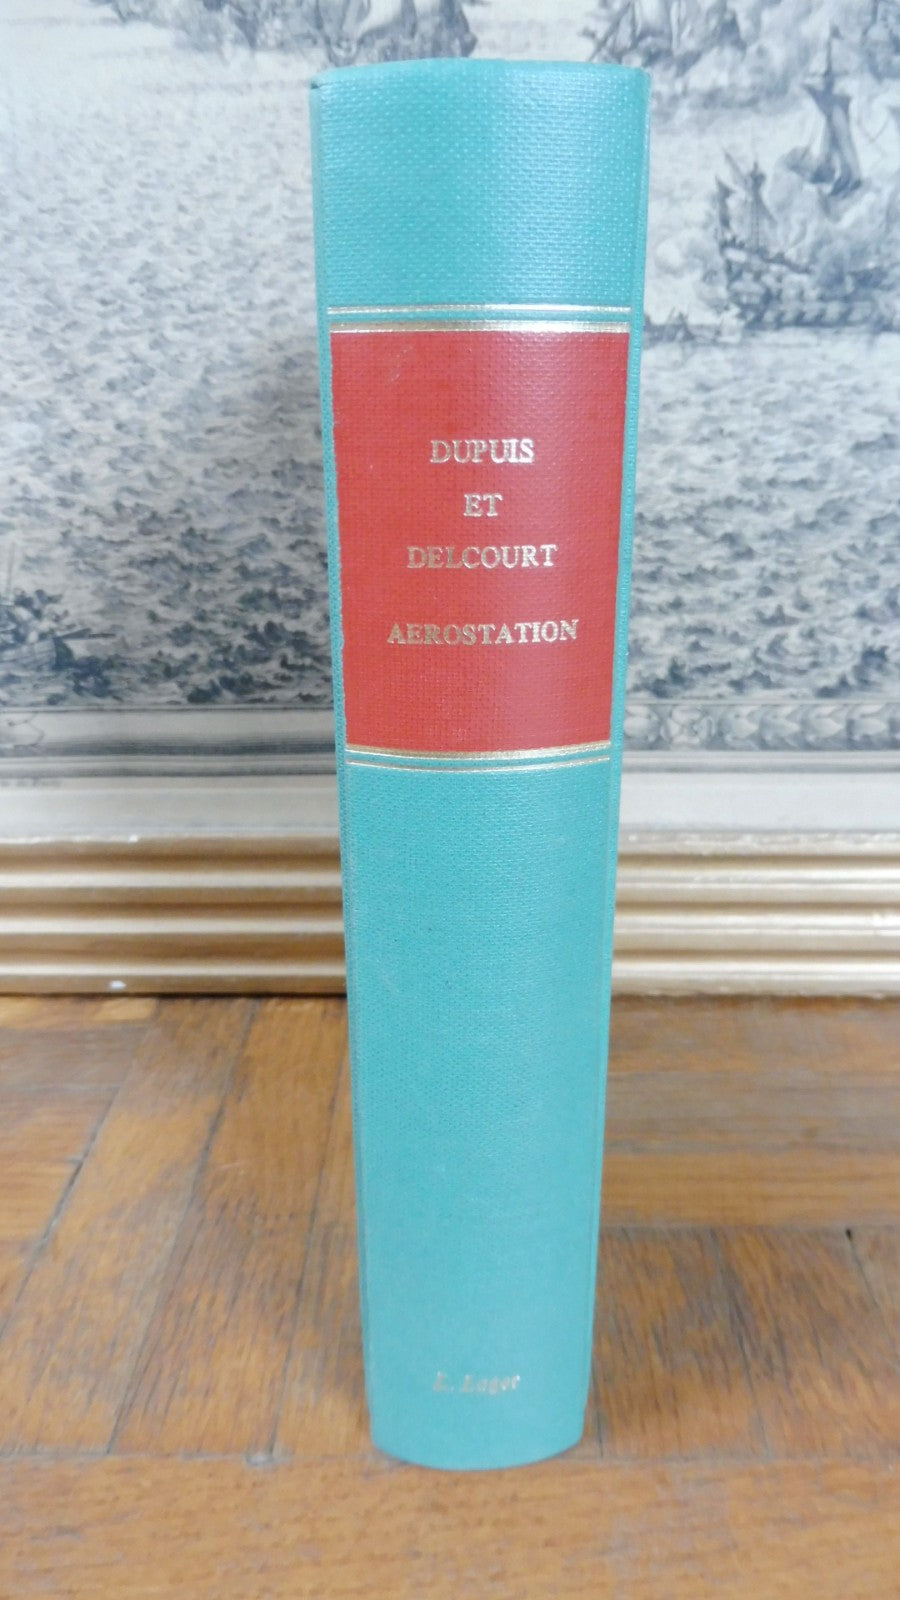 DUPUIS
ET
DELCOURT
AEROSTATION